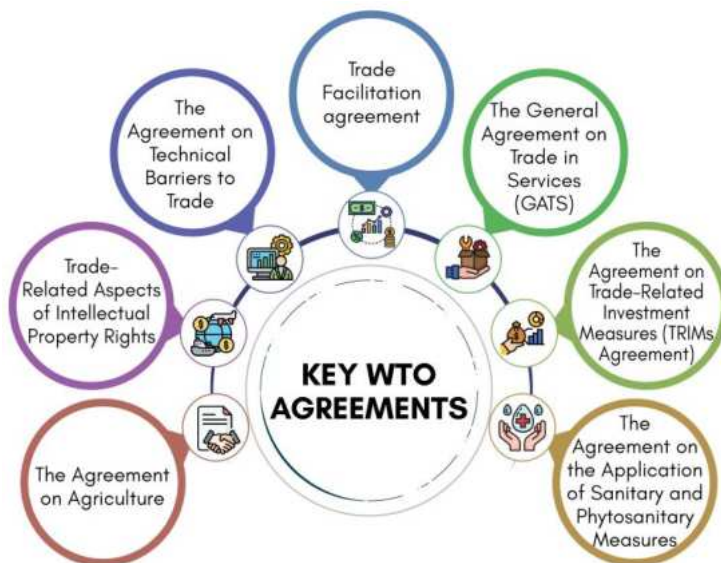 Trade
Facilitation
agreement
The
Agreement on
Technical
Barriers to
Trade
The General
Agreement on
Trade in
Services
(GATS)
Trade-
Related Aspects
of Intellectual
Property Rights
The
Agreement on
Trade-Related
Investment
Measures (TRIMs
Agreement)
KEY WTO
AGREEMENTS
The Agreement
on Agriculture
The
Agreement on
the Application
of Sanitary and
Phytosanitary
Measures